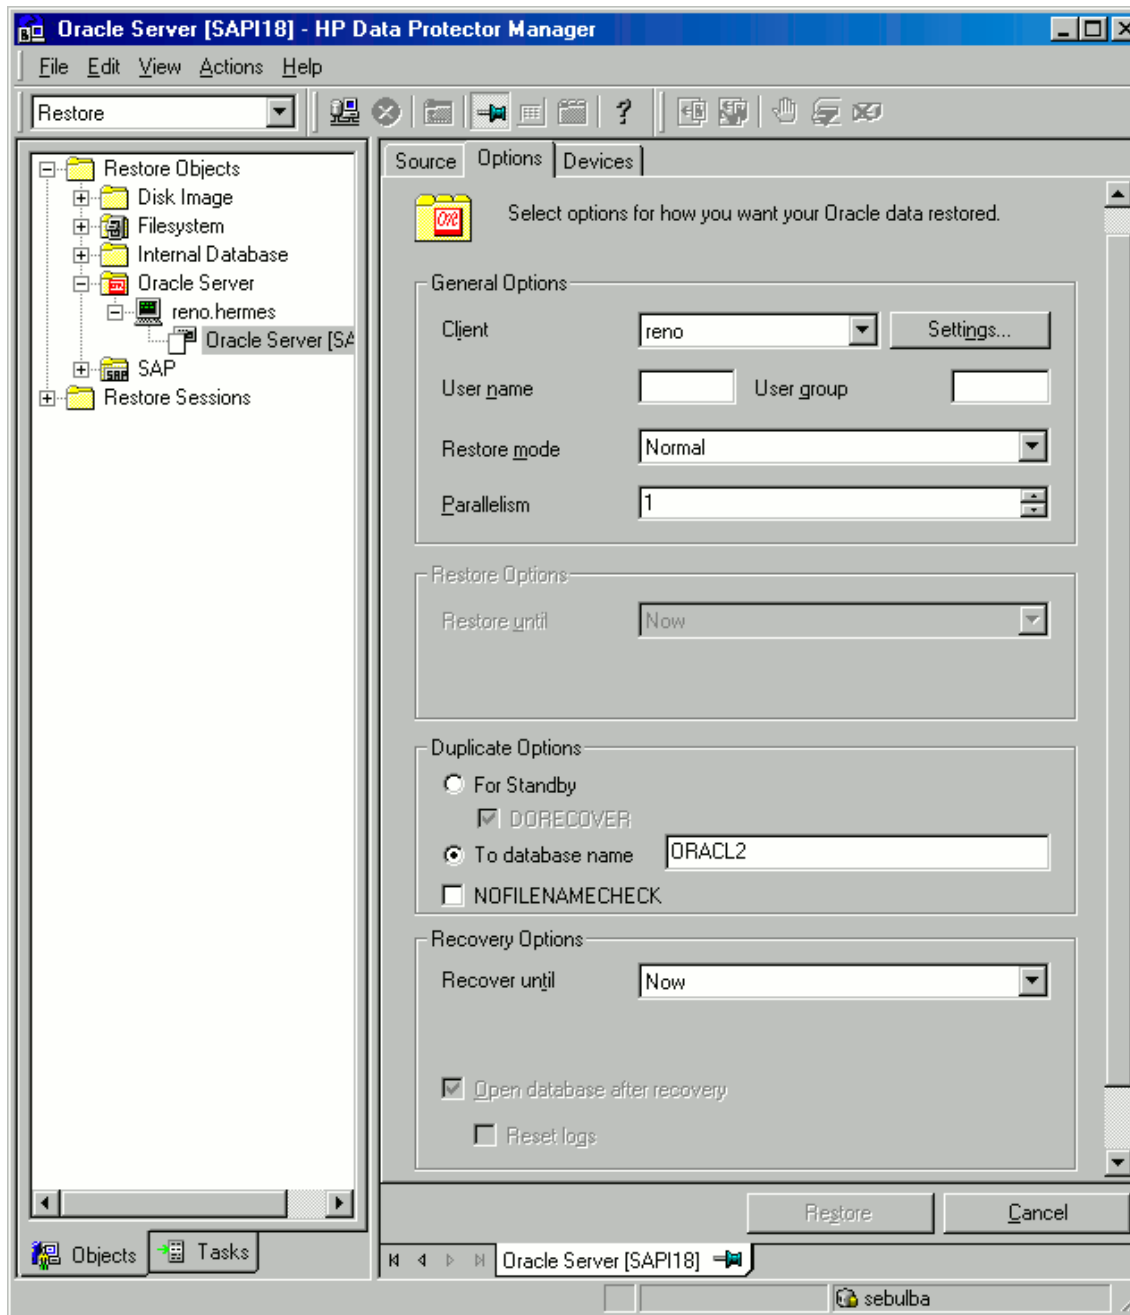 Oracle Server [SAPI18] - HP Data Protector Manager
File Edit View Actions Help
Restore
Restore Objects
Disk Image
Filesystem
Internal Database
Oracle Server
reno.hermes
Oracle Server [SA
SAP
Restore Sessions
Objects Tasks
Source Options Devices
Select options for how you want your Oracle data restored.
General Options
Client reno Settings...
User name User group
Restore mode Normal
Parallelism 1
Restore Options
Restore until Now
Duplicate Options
For Standby
DORECOVER
To database name ORACL2
NOFILENAMECHECK
Recovery Options
Recover until Now
Open database after recovery
Reset logs
Restore Cancel
Oracle Server [SAPI18]
sebulba